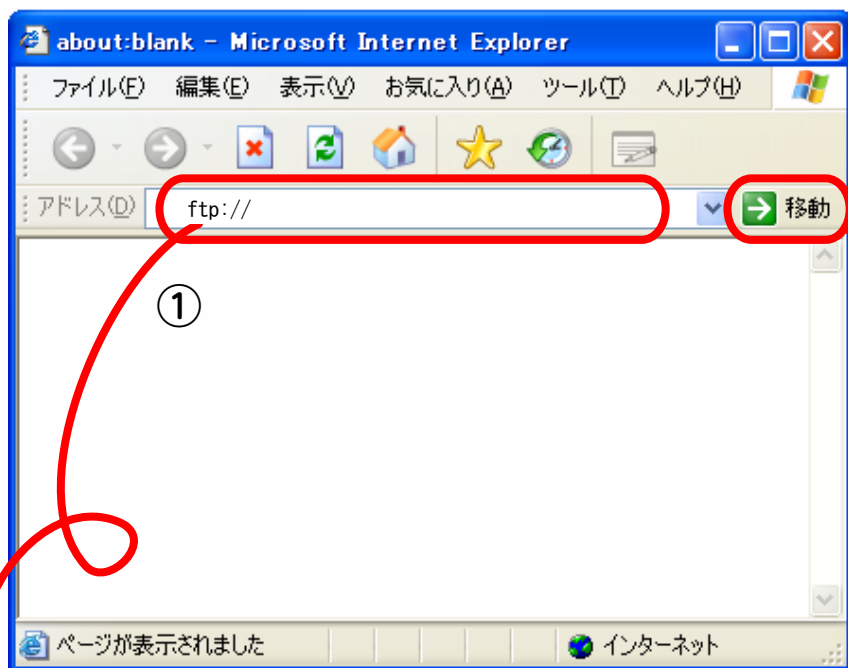 about:blank - Microsoft Internet Explorer
ファイル(F) 編集(E) 表示(V) お気に入り(A) ツール(T) ヘルプ(H)
アドレス(D) ftp:// 移動
①
ページが表示されました インターネット